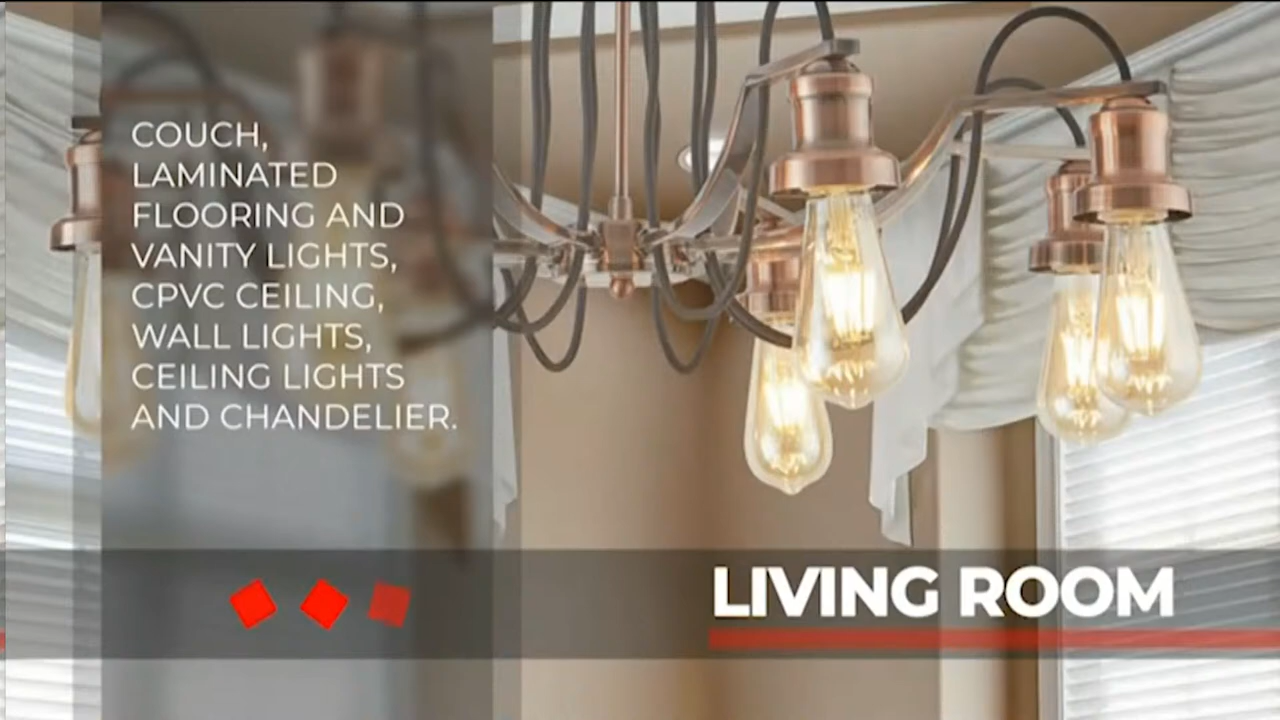 COUCH,
LAMINATED
FLOORING AND
VANITY LIGHTS,
CPVC CEILING,
WALL LIGHTS,
CEILING LIGHTS
AND CHANDELIER.
LIVING ROOM